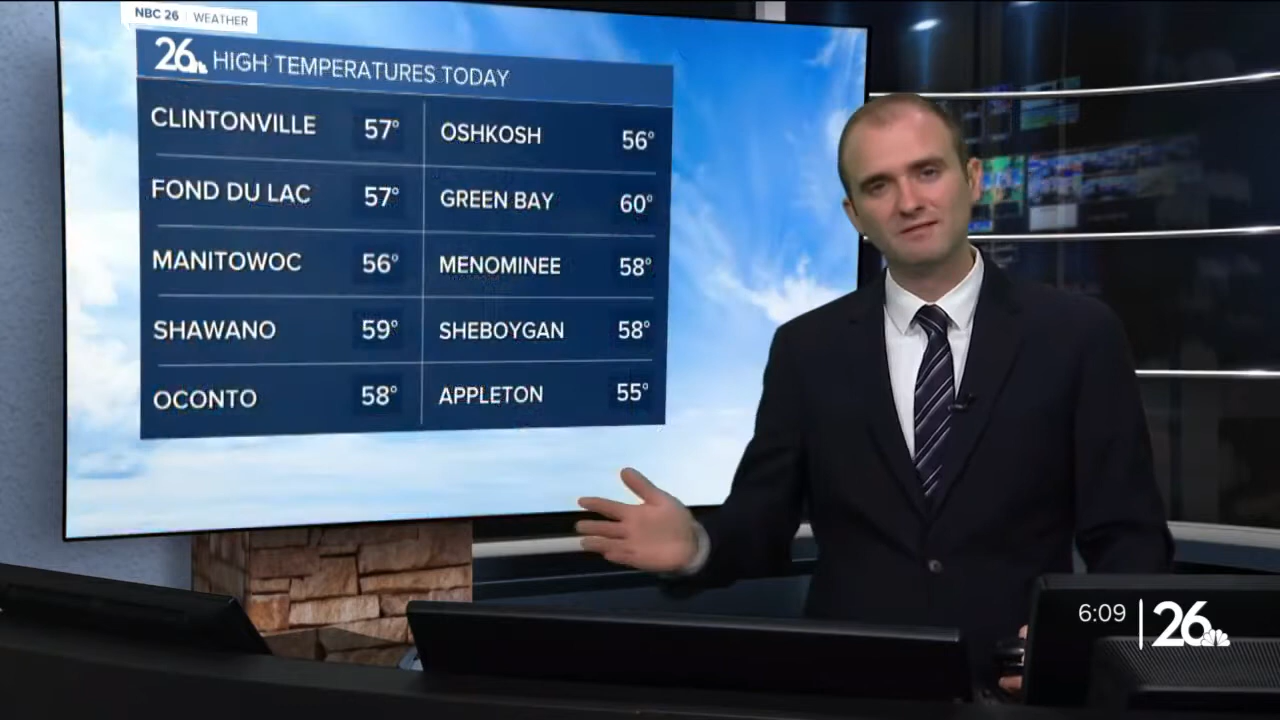 NBC 26 | WEATHER
26 HIGH TEMPERATURES TODAY
CLINTONVILLE 57°
FOND DU LAC 57°
MANITOWOC 56°
SHAWANO 59°
OCONTO 58°
OSHKOSH 56°
GREEN BAY 60°
MENOMINEE 58°
SHEBOYGAN 58°
APPLETON 55°
6:09 | 26